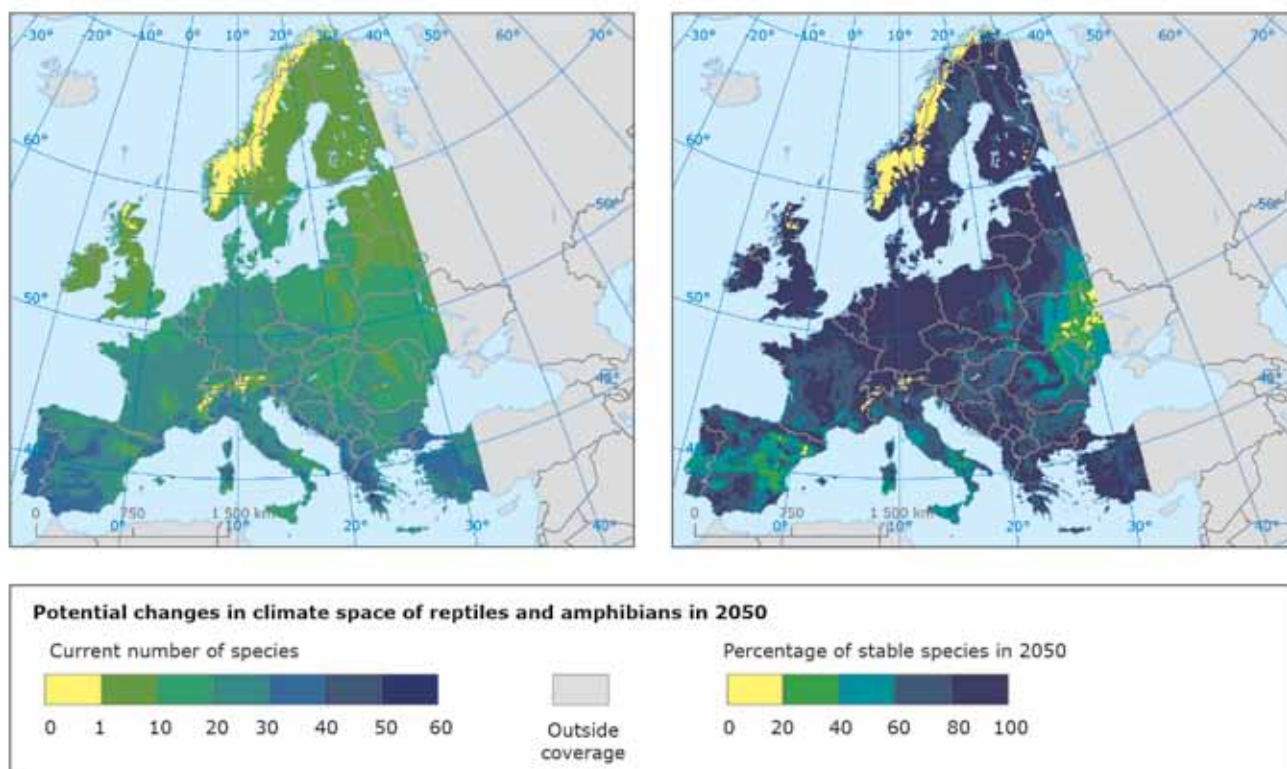 -30° -20° -10° 0° 10° 20° 30° 40° 50° 60° 70°
60°
50°
50°
40°
40°
0 750 1 500 km
0° 10° 20° 30° 40°
-30° -20° -10° 0° 10° 20° 30° 40° 50° 60° 70°
60°
50°
50°
40°
40°
0 750 1 500 km
0° 10° 20° 30° 40°
Potential changes in climate space of reptiles and amphibians in 2050
Current number of species
0 1 10 20 30 40 50 60
Outside
coverage
Percentage of stable species in 2050
0 20 40 60 80 100